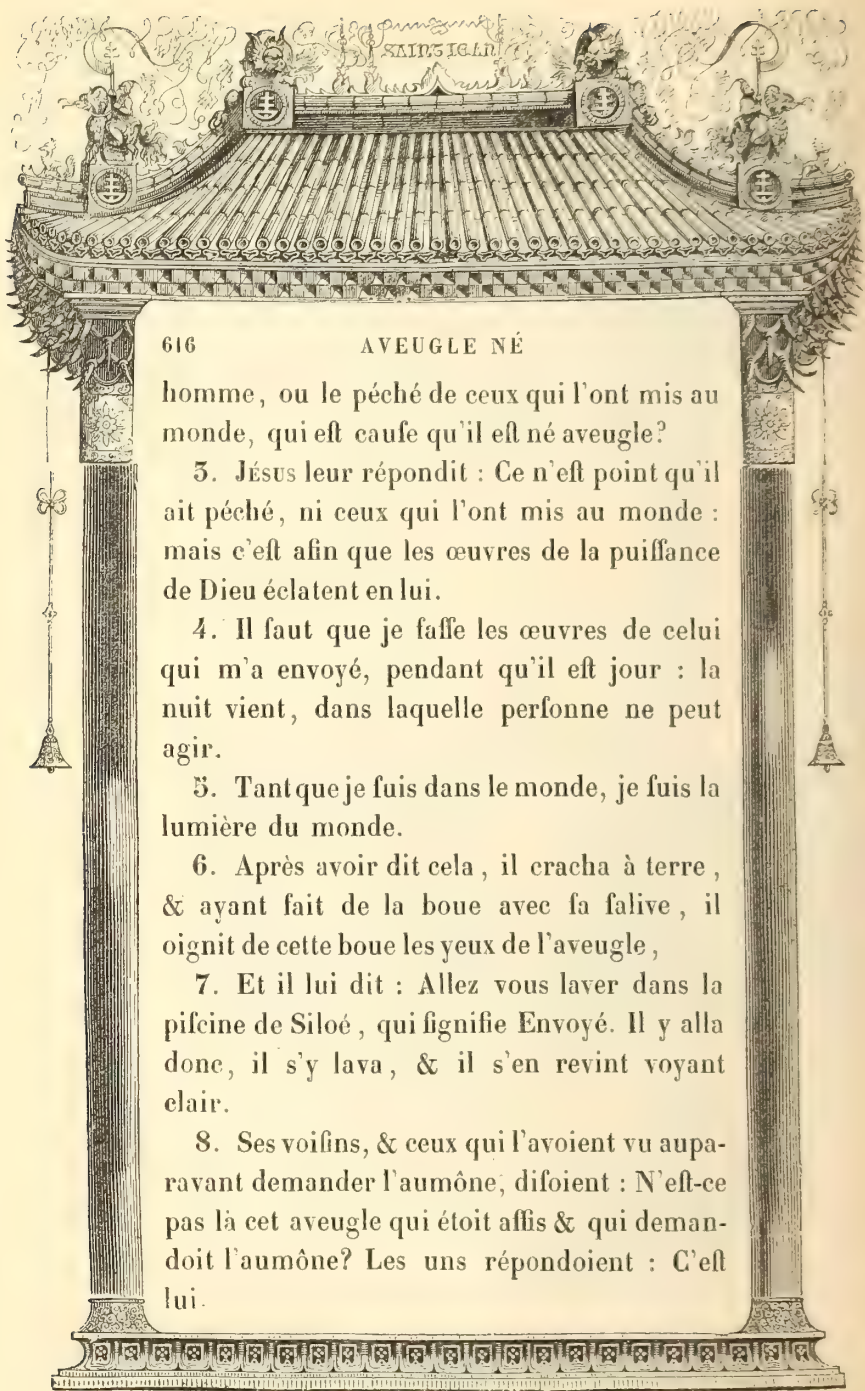 SAINT JEAN
616 AVEUGLE NÉ
homme, ou le péché de ceux qui l'ont mis au
monde, qui eſt cauſe qu'il eſt né aveugle?
3. JÉSUS leur répondit : Ce n'eſt point qu'il
ait péché, ni ceux qui l'ont mis au monde :
mais c'eſt afin que les œuvres de la puiſſance
de Dieu éclatent en lui.
4. Il faut que je faſſe les œuvres de celui
qui m'a envoyé, pendant qu'il eſt jour : la
nuit vient, dans laquelle perſonne ne peut
agir.
5. Tant que je ſuis dans le monde, je ſuis la
lumière du monde.
6. Après avoir dit cela, il cracha à terre,
& ayant fait de la boue avec ſa ſalive, il
oignit de cette boue les yeux de l'aveugle,
7. Et il lui dit : Allez vous laver dans la
piſcine de Siloé, qui ſignifie Envoyé. Il y alla
donc, il s'y lava, & il s'en revint voyant
clair.
8. Ses voiſins, & ceux qui l'avoient vu aupa-
ravant demander l'aumône, diſoient : N'eſt-ce
pas là cet aveugle qui étoit aſſis & qui deman-
doit l'aumône? Les uns répondoient : C'eſt
lui.